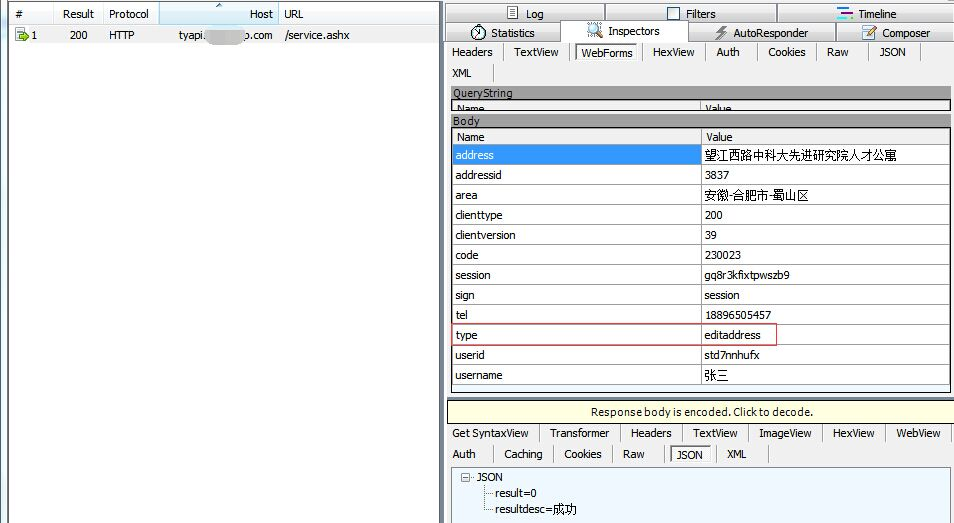 # Result Protocol Host URL
1 200 HTTP tyapi. p.com /service.ashx
Log Filters Timeline
Statistics Inspectors AutoResponder Composer
Headers TextView WebForms HexView Auth Cookies Raw JSON
XML
QueryString
Name Value
Body
Name Value
address 望江西路中科大先进研究院人才公寓
addressid 3837
area 安徽-合肥市-蜀山区
clienttype 200
clientversion 39
code 230023
session gq8r3kfixtpwszb9
sign session
tel 18896505457
type editaddress
userid std7nnhufx
username 张三
Response body is encoded. Click to decode.
Get SyntaxView Transformer Headers TextView ImageView HexView WebView
Auth Caching Cookies Raw JSON XML
JSON
result=0
resultdesc=成功